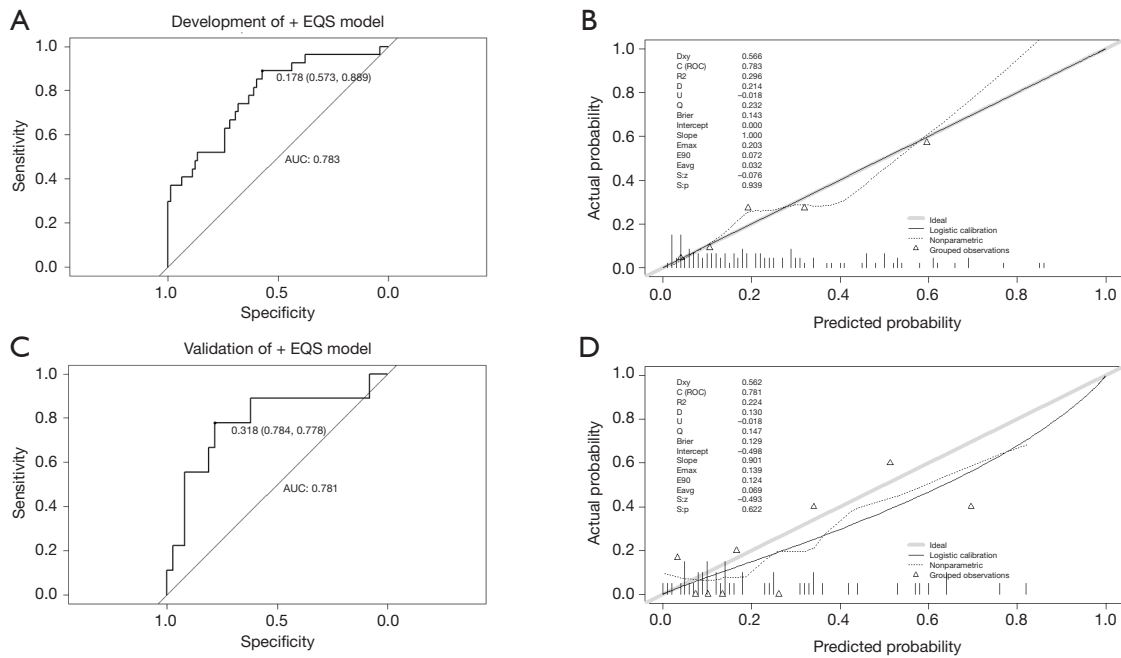 A
Development of + EQS model
1.0
0.8
0.6
0.4
0.2
0.0
Sensitivity
0.178 (0.573, 0.889)
AUC: 0.783
1.0 0.5 0.0
Specificity
B
1.0
0.8
0.6
0.4
0.2
0.0
Actual probability
Dxy 0.566
C (ROC) 0.783
R2 0.296
D 0.214
U −0.018
Q 0.232
Brier 0.143
Intercept 0.000
Slope 1.000
Emax 0.203
E90 0.072
Eavg 0.032
S:z −0.076
S:p 0.939
Ideal
Logistic calibration
Nonparametric
Grouped observations
0.0 0.2 0.4 0.6 0.8 1.0
Predicted probability
C
Validation of + EQS model
1.0
0.8
0.6
0.4
0.2
0.0
Sensitivity
0.318 (0.784, 0.778)
AUC: 0.781
1.0 0.5 0.0
Specificity
D
1.0
0.8
0.6
0.4
0.2
0.0
Actual probability
Dxy 0.562
C (ROC) 0.781
R2 0.224
D 0.130
U −0.018
Q 0.147
Brier 0.129
Intercept −0.498
Slope 0.901
Emax 0.139
E90 0.124
Eavg 0.069
S:z −0.493
S:p 0.622
Ideal
Logistic calibration
Nonparametric
Grouped observations
0.0 0.2 0.4 0.6 0.8 1.0
Predicted probability